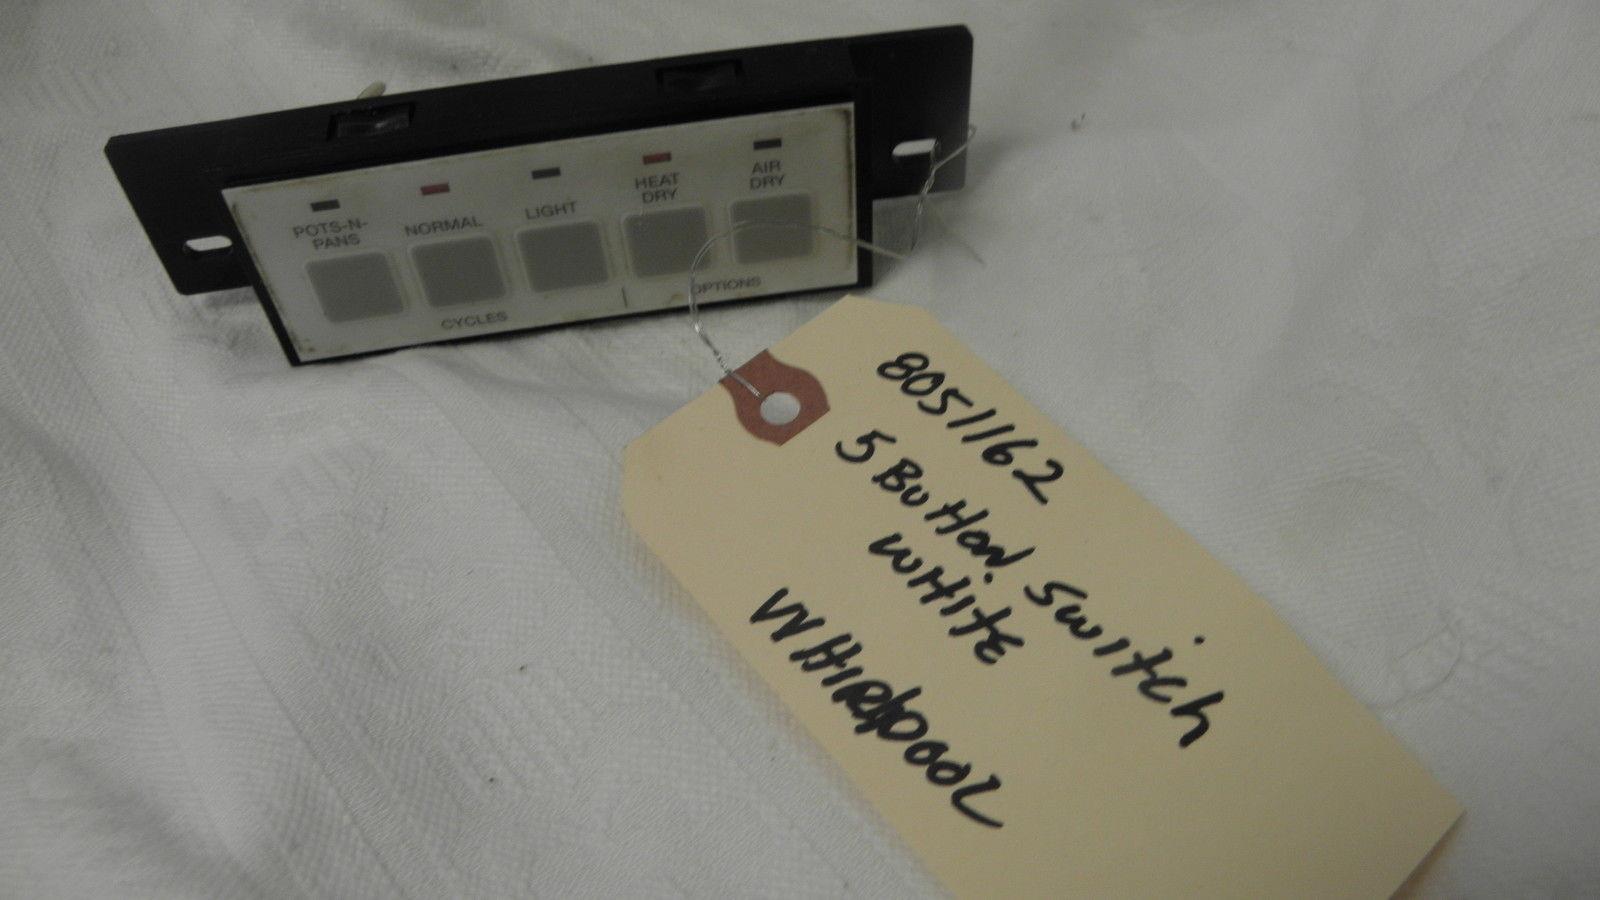 POTS-N-
PANS
NORMAL
LIGHT
HEAT
DRY
AIR
DRY
CYCLES
OPTIONS
8051162
5 BUTTON SWITCH
WHITE
WHIRLPOOL